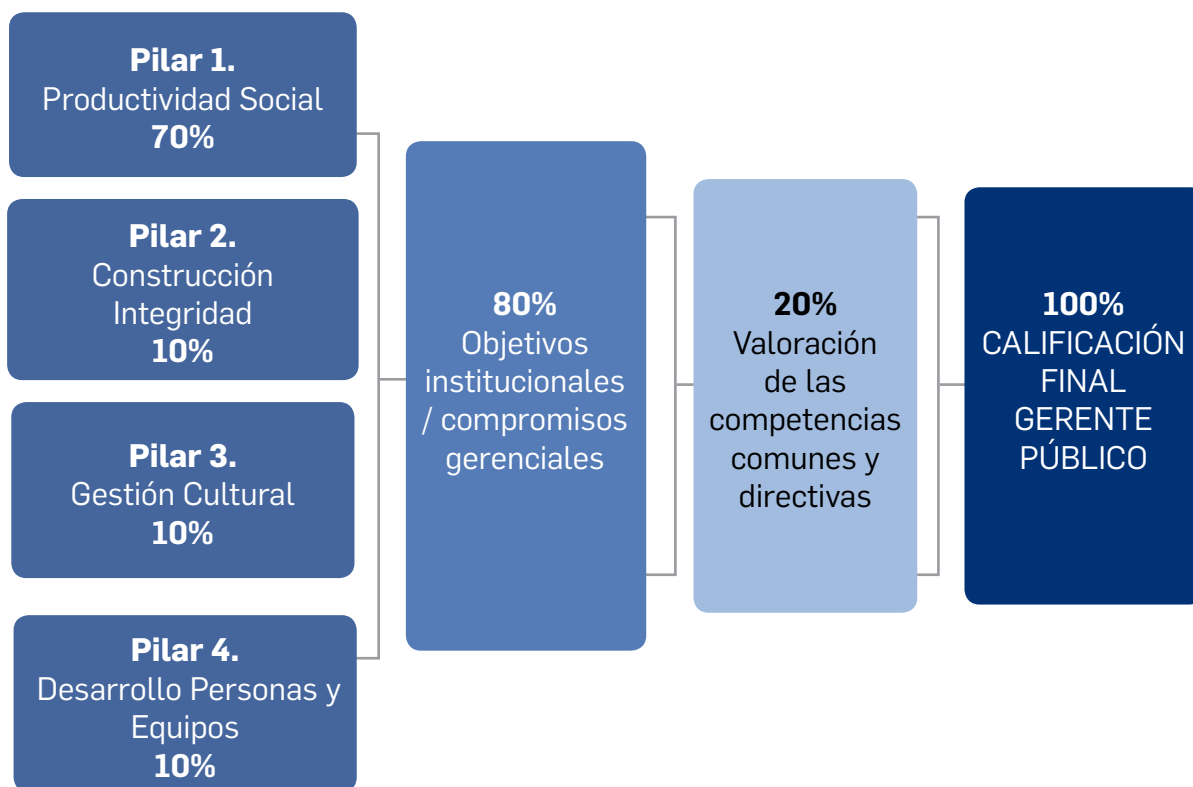 Pilar 1.
Productividad Social
70%
Pilar 2.
Construcción
Integridad
10%
Pilar 3.
Gestión Cultural
10%
Pilar 4.
Desarrollo Personas y
Equipos
10%
80%
Objetivos
institucionales
/ compromisos
gerenciales
20%
Valoración
de las
competencias
comunes y
directivas
100%
CALIFICACIÓN
FINAL
GERENTE
PÚBLICO